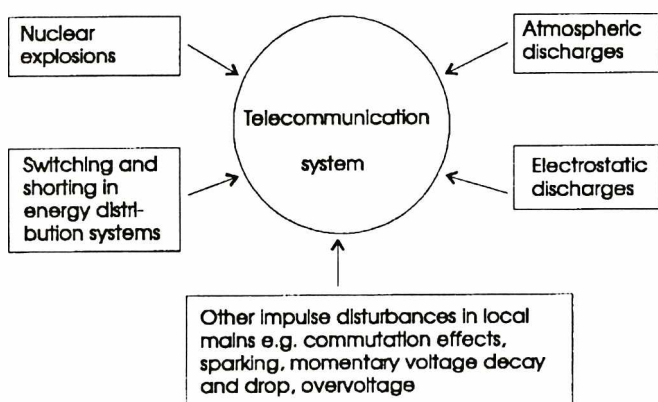 Nuclear
explosions
Atmospheric
discharges
Telecommunication
system
Switching and
shorting in
energy distri-
bution systems
Electrostatic
discharges
Other impulse disturbances in local
mains e.g. commutation effects,
sparking, momentary voltage decay
and drop, overvoltage